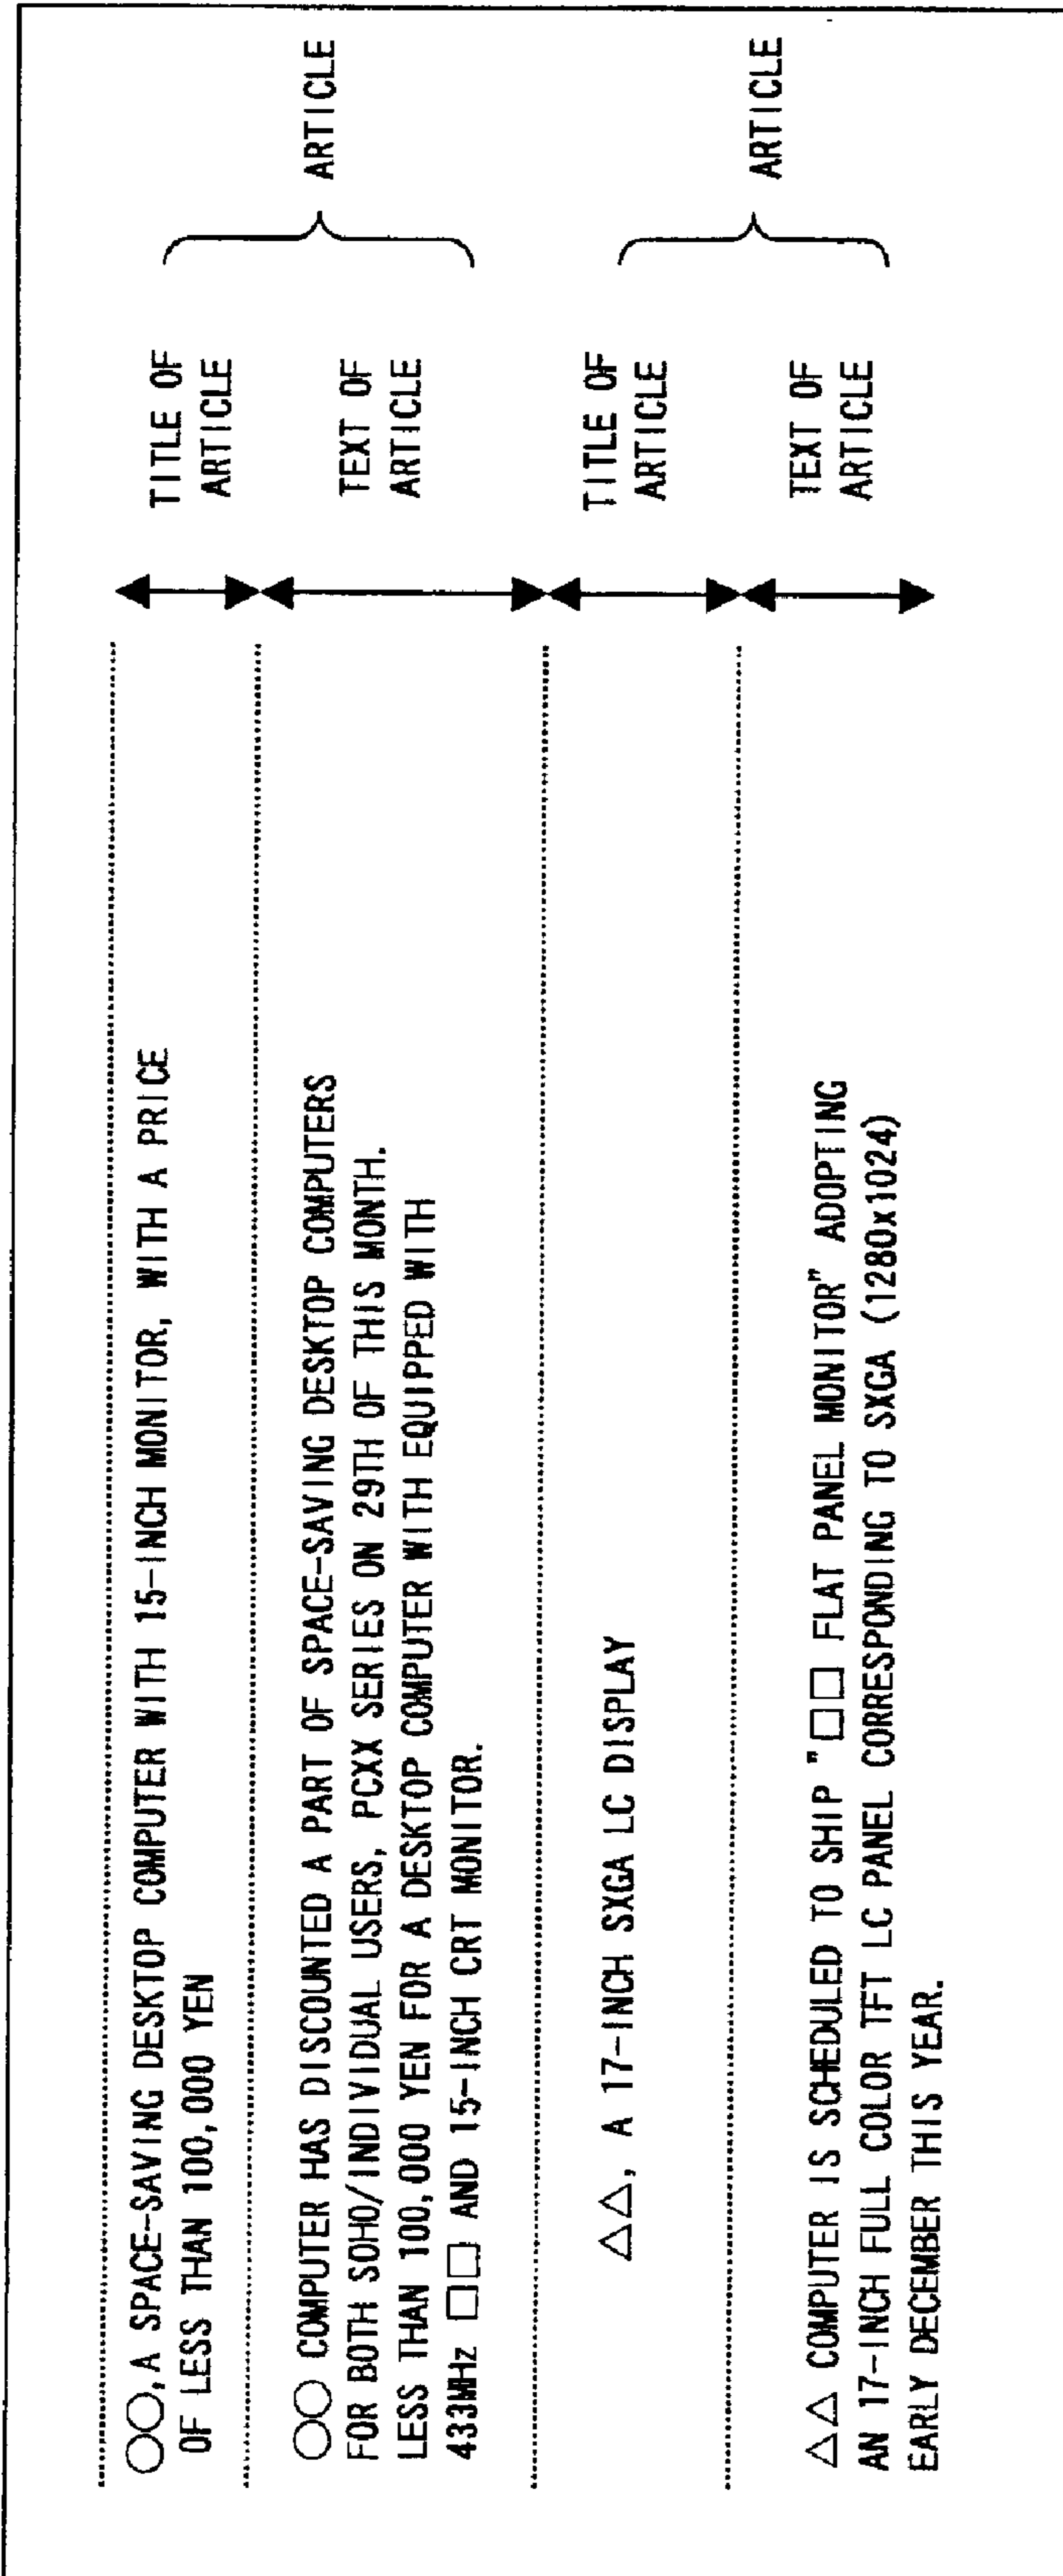 ○○, A SPACE-SAVING DESKTOP COMPUTER WITH 15-INCH MONITOR, WITH A PRICE
OF LESS THAN 100,000 YEN
TITLE OF
ARTICLE
○○ COMPUTER HAS DISCOUNTED A PART OF SPACE-SAVING DESKTOP COMPUTERS
FOR BOTH SOHO/INDIVIDUAL USERS, PCXX SERIES ON 29TH OF THIS MONTH.
LESS THAN 100,000 YEN FOR A DESKTOP COMPUTER WITH EQUIPPED WITH
433MHz □□ AND 15-INCH CRT MONITOR.
TEXT OF
ARTICLE
ARTICLE
△△, A 17-INCH SXGA LC DISPLAY
TITLE OF
ARTICLE
△△ COMPUTER IS SCHEDULED TO SHIP "□□ FLAT PANEL MONITOR" ADOPTING
AN 17-INCH FULL COLOR TFT LC PANEL CORRESPONDING TO SXGA (1280x1024)
EARLY DECEMBER THIS YEAR.
TEXT OF
ARTICLE
ARTICLE